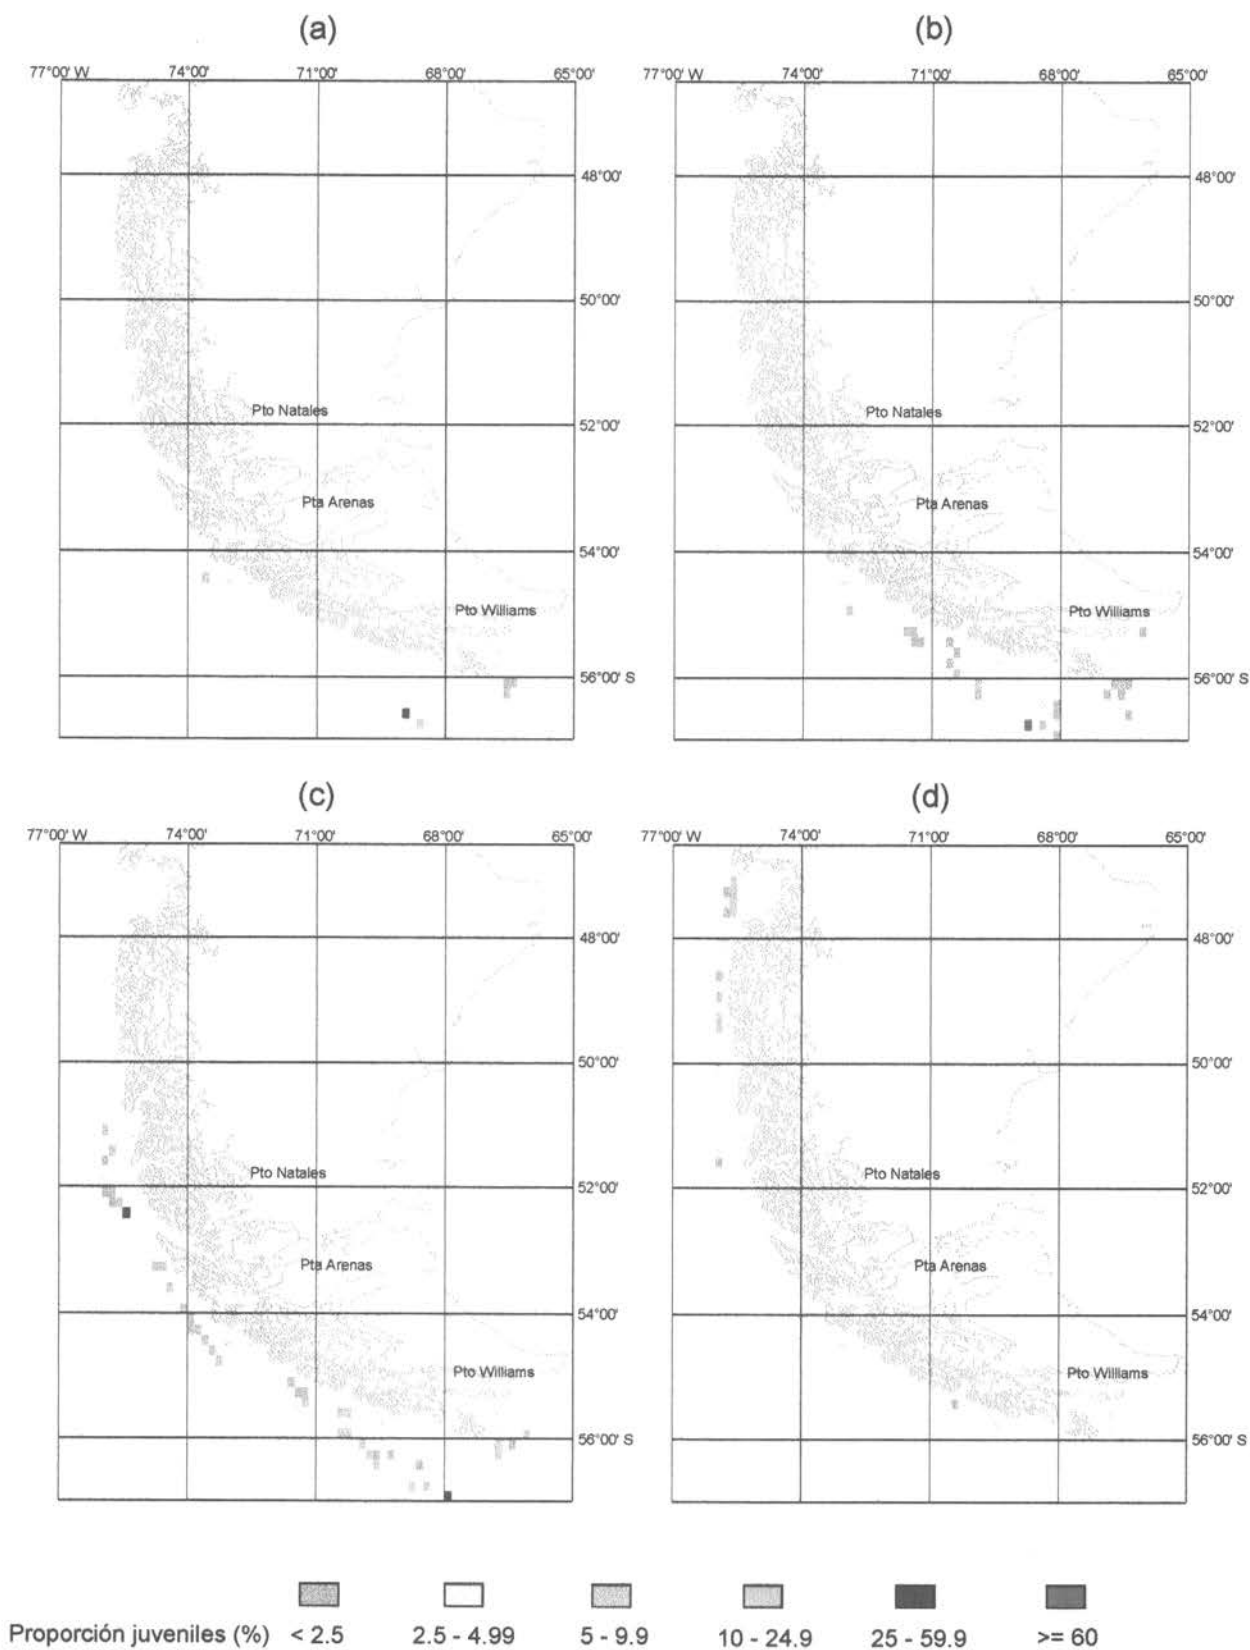 (a)
77°00' W 74°00' 71°00' 68°00' 65°00'
48°00'
50°00'
Pto Natales
52°00'
Pta Arenas
54°00'
Pto Williams
56°00' S
(b)
77°00' W 74°00' 71°00' 68°00' 65°00'
48°00'
50°00'
Pto Natales
52°00'
Pta Arenas
54°00'
Pto Williams
56°00' S
(c)
77°00' W 74°00' 71°00' 68°00' 65°00'
48°00'
50°00'
Pto Natales
52°00'
Pta Arenas
54°00'
Pto Williams
56°00' S
(d)
77°00' W 74°00' 71°00' 68°00' 65°00'
48°00'
50°00'
Pto Natales
52°00'
Pta Arenas
54°00'
Pto Williams
56°00' S
Proporción juveniles (%) < 2.5 2.5 - 4.99 5 - 9.9 10 - 24.9 25 - 59.9 >= 60